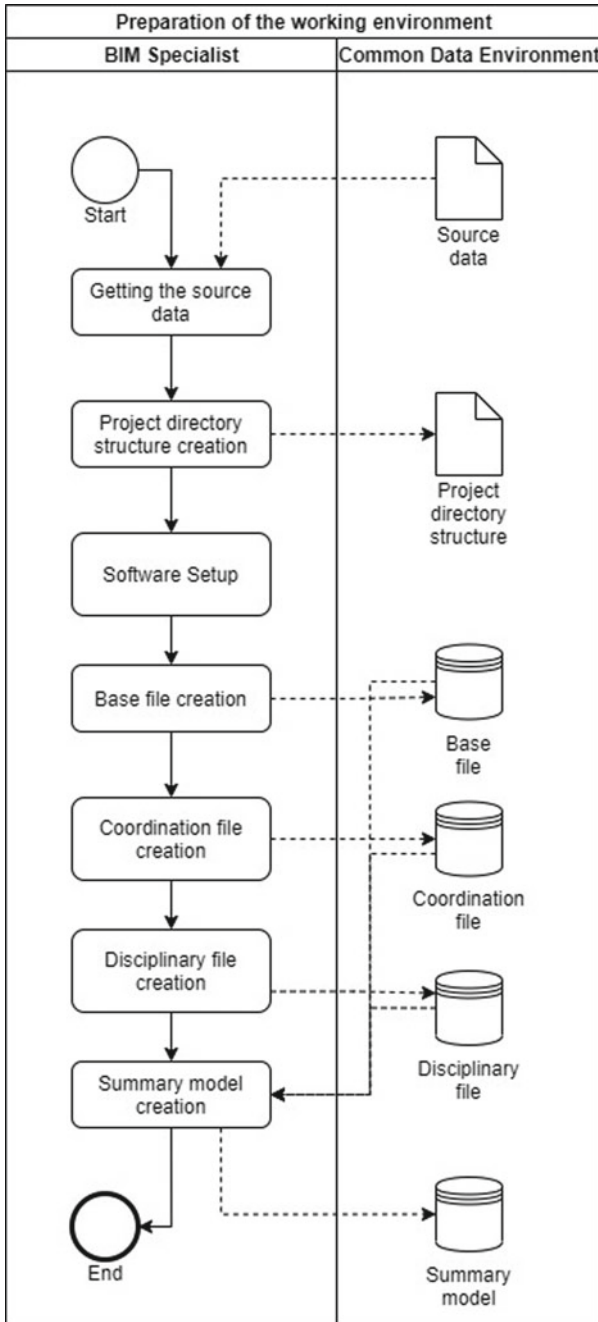 Preparation of the working environment
BIM Specialist
Common Data Environment
Start
Source
data
Getting the source
data
Project directory
structure creation
Project
directory
structure
Software Setup
Base file creation
Base
file
Coordination file
creation
Coordination
file
Disciplinary file
creation
Disciplinary
file
Summary model
creation
End
Summary
model